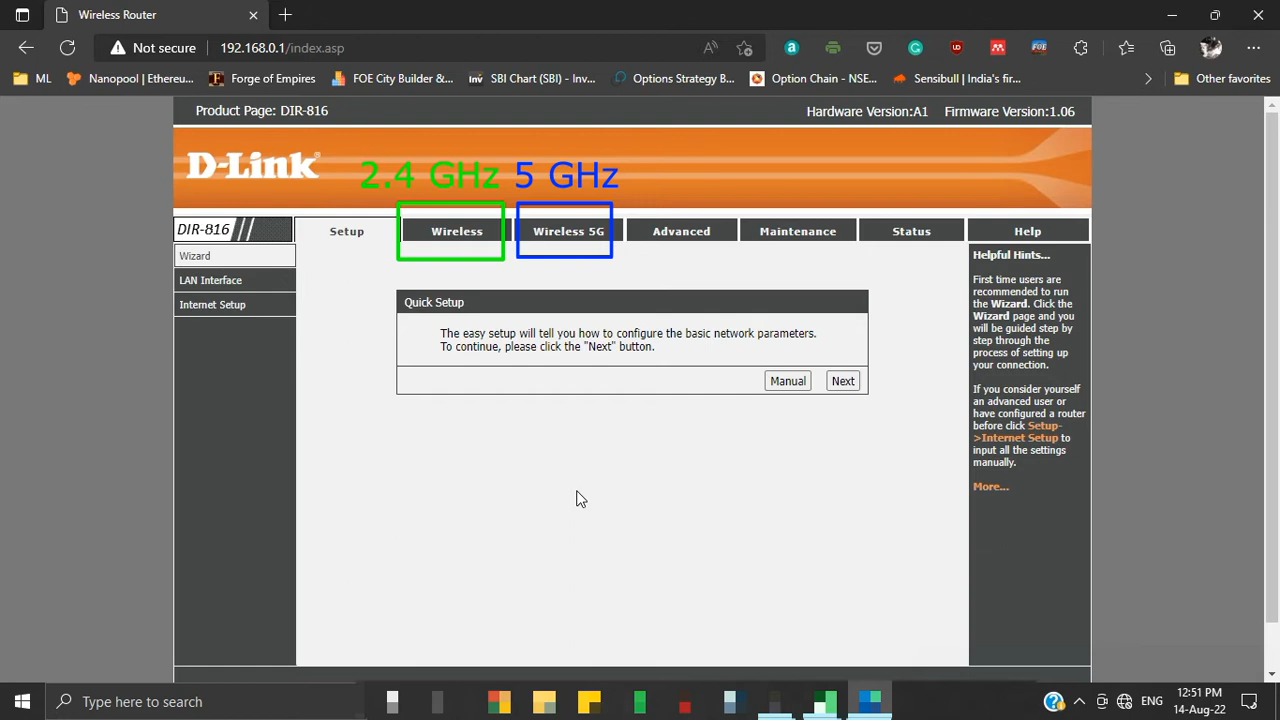 Wireless Router
Not secure 192.168.0.1/index.asp
ML Nanopool | Ethereu... Forge of Empires FOE City Builder &... SBI Chart (SBI) - Inv... Options Strategy B... Option Chain - NSE... Sensibull | India's fir... Other favorites
Product Page: DIR-816 Hardware Version:A1 Firmware Version:1.06
D-Link®
2.4 GHz 5 GHz
DIR-816 Setup Wireless Wireless 5G Advanced Maintenance Status Help
Wizard
LAN Interface
Internet Setup
Quick Setup
The easy setup will tell you how to configure the basic network parameters.
To continue, please click the "Next" button.
Manual Next
Helpful Hints...
First time users are
recommended to run
the Wizard. Click the
Wizard page and you
will be guided step by
step through the
process of setting up
your connection.
If you consider yourself
an advanced user or
have configured a router
before click Setup-
>Internet Setup to
input all the settings
manually.
More...
Type here to search
ENG
12:51 PM
14-Aug-22